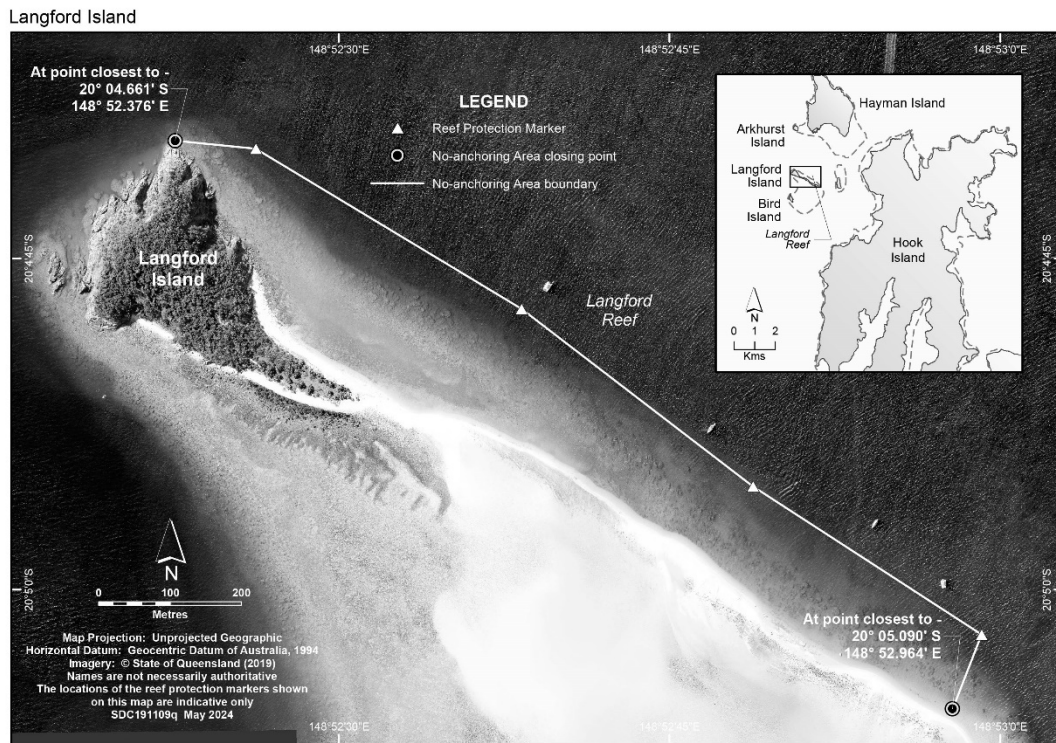 Langford Island
148°52'30"E
148°52'45"E
148°53'0"E
At point closest to -
20° 04.661' S
148° 52.376' E
LEGEND
Reef Protection Marker
No-anchoring Area closing point
No-anchoring Area boundary
Hayman Island
Arkhurst
Island
Langford
Island
Bird
Island
Langford
Reef
Hook
Island
N
0 1 2
Kms
20°4'45"S
20°4'45"S
Langford
Island
Langford
Reef
N
0 100 200
Metres
20°5'0"S
20°5'0"S
At point closest to -
20° 05.090' S
148° 52.964' E
Map Projection: Unprojected Geographic
Horizontal Datum: Geocentric Datum of Australia, 1994
Imagery: © State of Queensland (2019)
Names are not necessarily authoritative
The locations of the reef protection markers shown
on this map are indicative only
SDC191109q May 2024
148°52'30"E
148°52'45"E
148°53'0"E